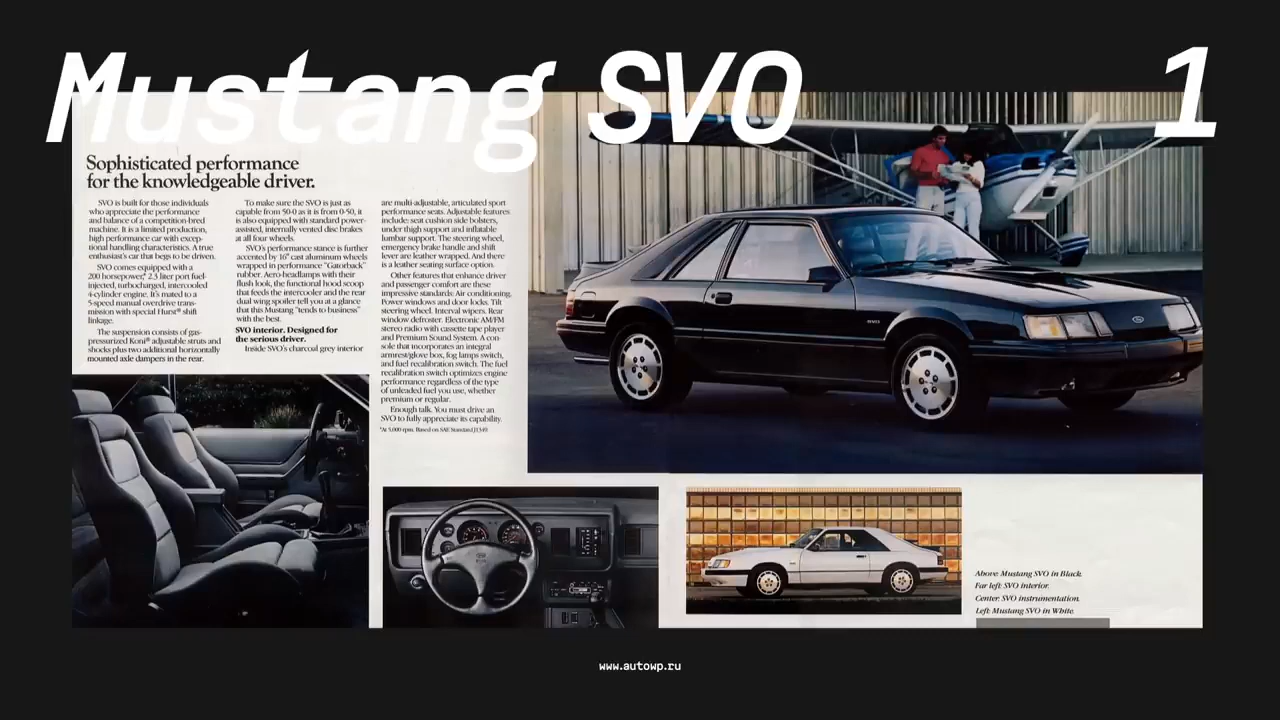 Mustang SVO
1
Sophisticated performance
for the knowledgeable driver.
SVO is built for those individuals
who appreciate the performance
and balance of a competition-bred
machine. It is a limited production,
high performance car with excep-
tional handling characteristics. A true
enthusiast's car that begs to be driven.
SVO comes equipped with a
200 horsepower,* 2.3 liter port fuel-
injected, turbocharged, intercooled
4-cylinder engine. It's mated to a
5-speed manual overdrive trans-
mission with special Hurst® shift
linkage.
The suspension consists of gas-
pressurized Koni® adjustable struts and
shocks plus two additional horizontally
mounted axle dampers in the rear.
To make sure the SVO is just as
capable from 50-0 as it is from 0-50, it
is also equipped with standard power-
assisted, internally vented disc brakes
at all four wheels.
SVO's performance stance is further
accented by 16" cast aluminum wheels
wrapped in performance "Gatorback"
rubber. Aero-headlamps with their
flush look, the functional hood scoop
that feeds the intercooler and the rear
dual wing spoiler tell you at a glance
that this Mustang "tends to business"
with the best.
SVO interior. Designed for
the serious driver.
Inside SVO's charcoal grey interior
are multi-adjustable, articulated sport
performance seats. Adjustable features
include: seat cushion side bolsters,
under thigh support and inflatable
lumbar support. The steering wheel,
emergency brake handle and shift
lever are leather wrapped. And there
is a leather seating surface option.
Other features that enhance driver
and passenger comfort are these
impressive standards: Air conditioning.
Power windows and door locks. Tilt
steering wheel. Interval wipers. Rear
window defroster. Electronic AM/FM
stereo radio with cassette tape player
and Premium Sound System. A con-
sole that incorporates an integral
armrest/glove box, fog lamps switch,
and fuel recalibration switch. The fuel
recalibration switch optimizes engine
performance regardless of the type
of unleaded fuel you use, whether
premium or regular.
Enough talk. You must drive an
SVO to fully appreciate its capability.
*At 5,000 rpm. Based on SAE Standard J1349.
SVO
Ford
Above: Mustang SVO in Black.
Far left: SVO interior.
Center: SVO instrumentation.
Left: Mustang SVO in White.
www.autowp.ru